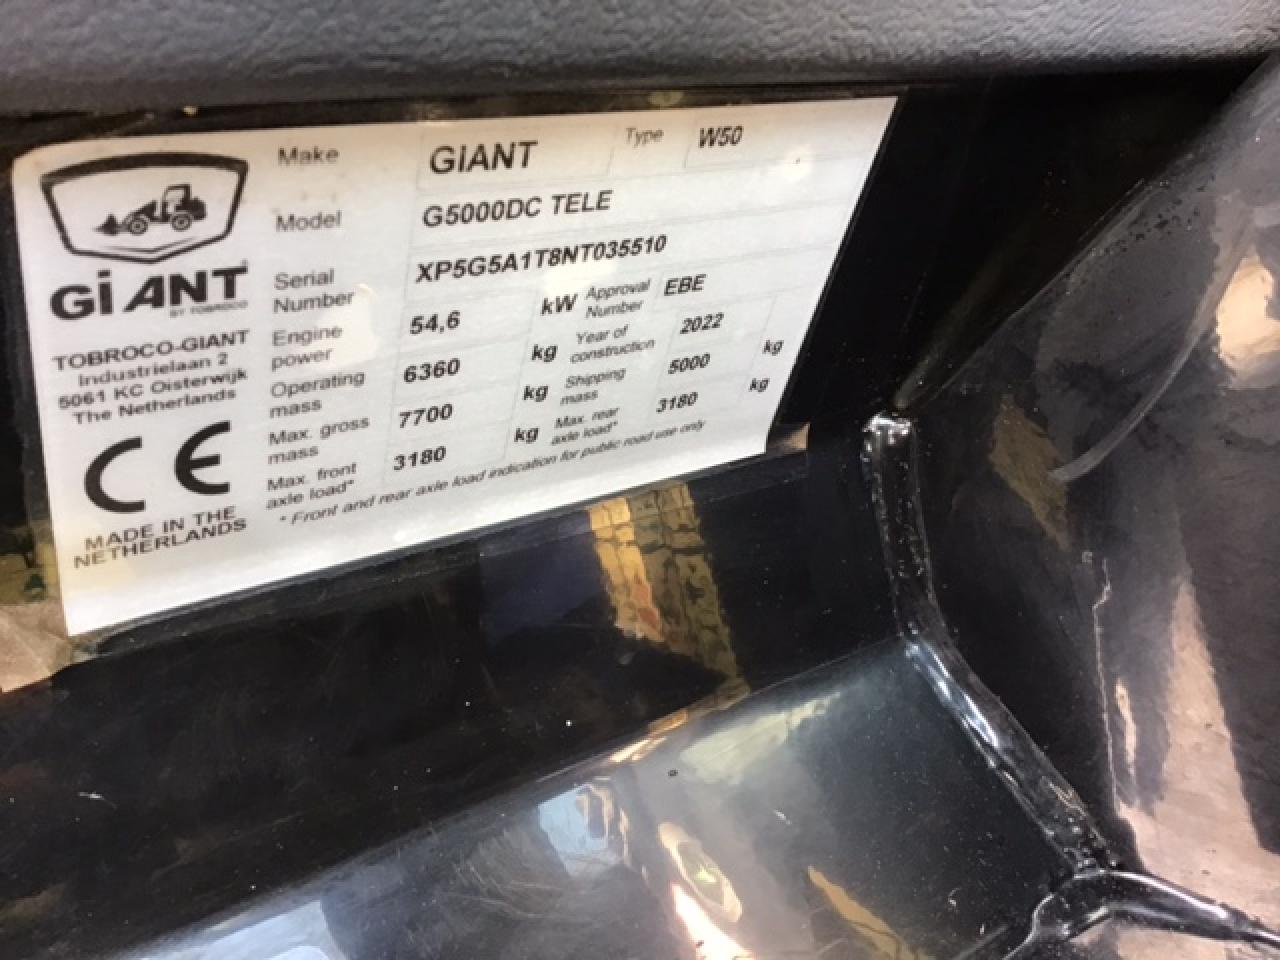 Make GIANT Type W50
Model G5000DC TELE
Serial Number XP5G5A1T8NT035510
Engine power 54,6 kW Approval Number EBE
Operating mass 6360 kg Year of construction 2022
Max. gross mass 7700 kg Shipping mass 5000 kg
Max. front axle load* 3180 kg Max. rear axle load* 3180 kg
* Front and rear axle load indication for public road use only
GiANT
BY TOBROCO
TOBROCO-GIANT
Industrielaan 2
5061 KC Oisterwijk
The Netherlands
CE
MADE IN THE
NETHERLANDS